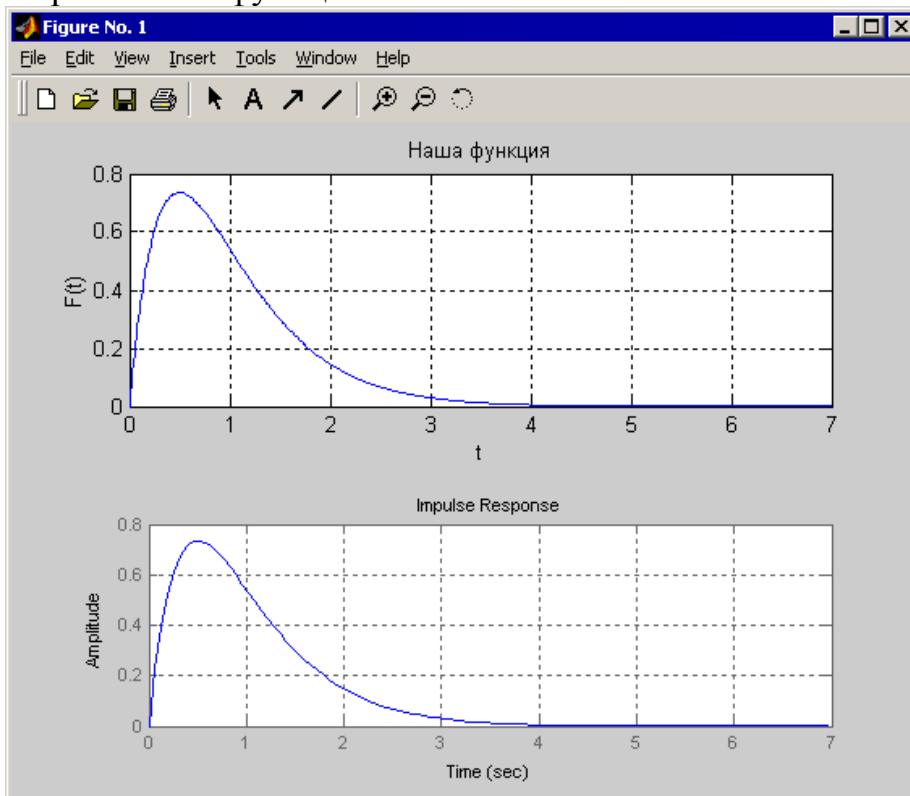 Figure No. 1
File Edit View Insert Tools Window Help
A
Наша функция
0.8
0.6
0.4
0.2
0
F(t)
0 1 2 3 4 5 6 7
t
Impulse Response
0.8
0.6
0.4
0.2
0
Amplitude
0 1 2 3 4 5 6 7
Time (sec)